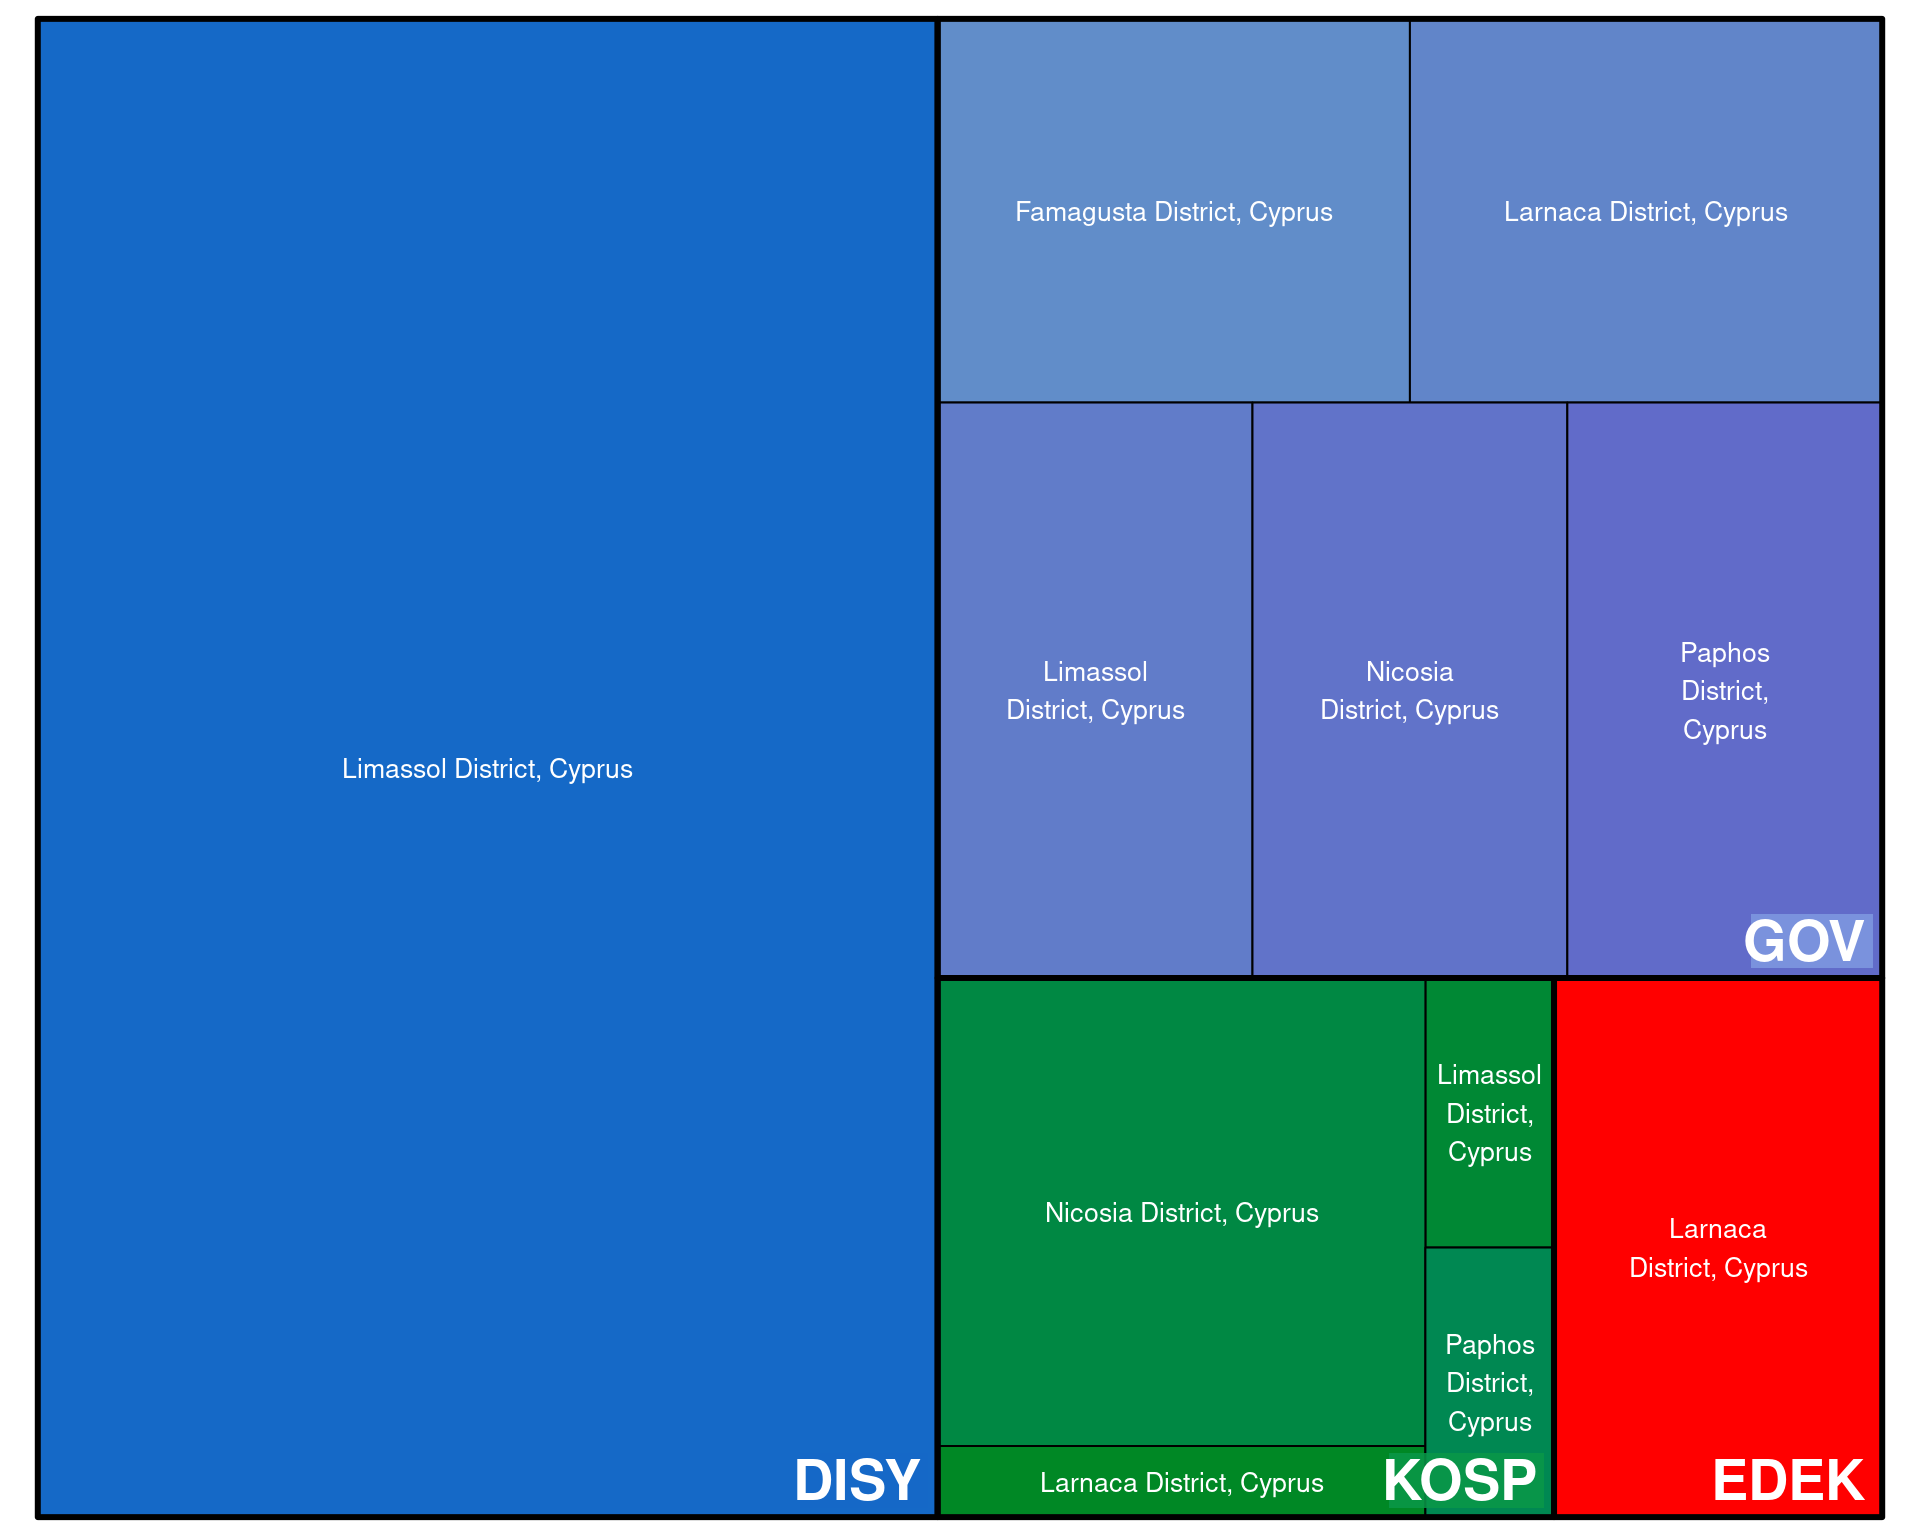 Famagusta District, Cyprus
Larnaca District, Cyprus
Limassol District, Cyprus
Limassol
District, Cyprus
Nicosia
District, Cyprus
Paphos
District,
Cyprus
GOV
Nicosia District, Cyprus
Limassol
District,
Cyprus
Paphos
District,
Cyprus
Larnaca
District, Cyprus
Larnaca District, Cyprus
DISY
KOSP
EDEK